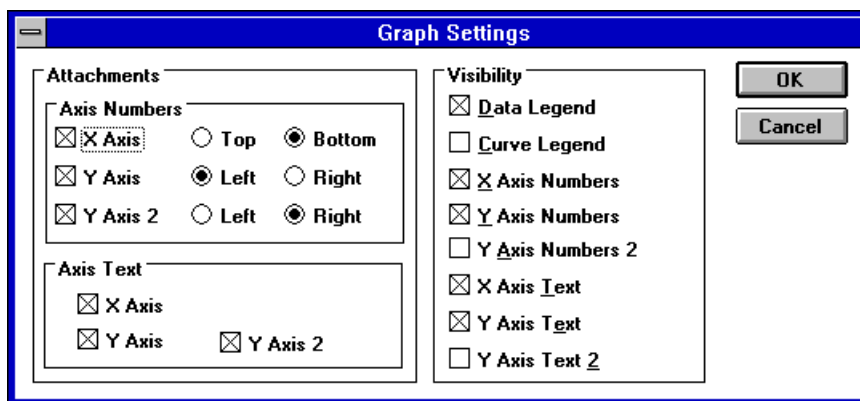 Graph Settings
Attachments
Axis Numbers
X Axis Top Bottom
Y Axis Left Right
Y Axis 2 Left Right
Axis Text
X Axis
Y Axis Y Axis 2
Visibility
Data Legend
Curve Legend
X Axis Numbers
Y Axis Numbers
Y Axis Numbers 2
X Axis Text
Y Axis Text
Y Axis Text 2
OK
Cancel